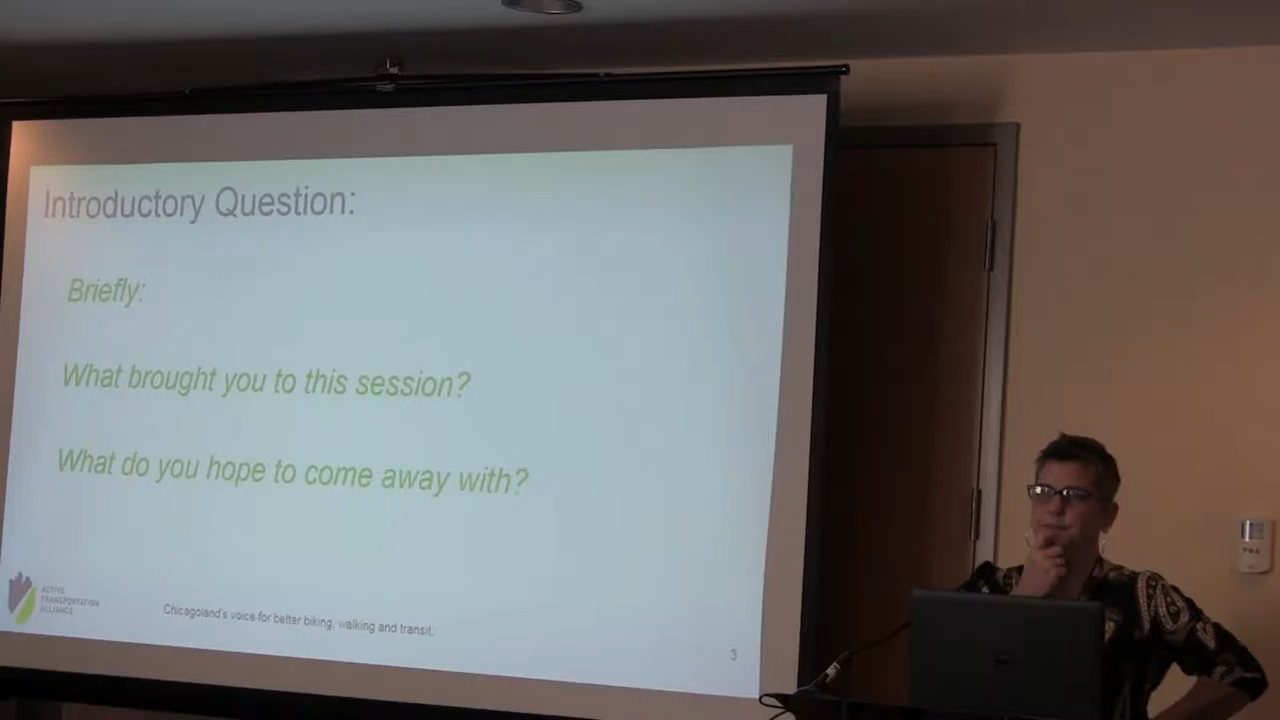 Introductory Question:
Briefly:
What brought you to this session?
What do you hope to come away with?
ACTIVE
TRANSPORTATION
ALLIANCE
Chicagoland's voice for better biking, walking and transit.
3